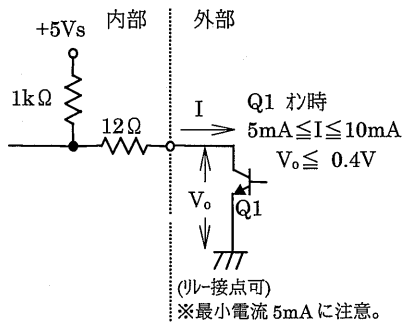 +5Vs
内部
外部
1kΩ
12Ω
I
Q1 ｵﾝ時
5mA≦I≦10mA
Vo≦ 0.4V
Vo
Q1
(ﾘﾚｰ接点可)
※最小電流 5mAに注意。